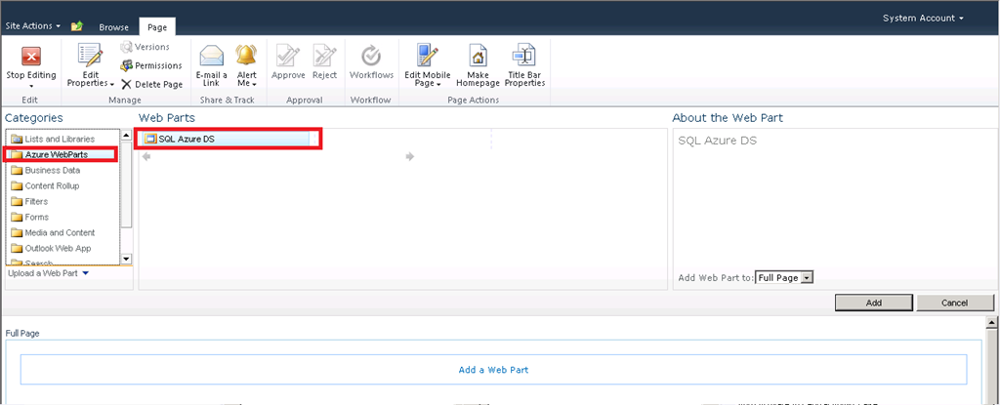 Site Actions
Browse
Page
System Account
Stop Editing
Edit Properties
Versions
Permissions
Delete Page
E-mail a Link
Alert Me
Approve
Reject
Workflows
Edit Mobile Page
Make Homepage
Title Bar Properties
Edit
Manage
Share & Track
Approval
Workflow
Page Actions
Categories
Lists and Libraries
Azure WebParts
Business Data
Content Rollup
Filters
Forms
Media and Content
Outlook Web App
Search
Upload a Web Part
Web Parts
SQL Azure DS
About the Web Part
SQL Azure DS
Add Web Part to: Full Page
Add
Cancel
Full Page
Add a Web Part